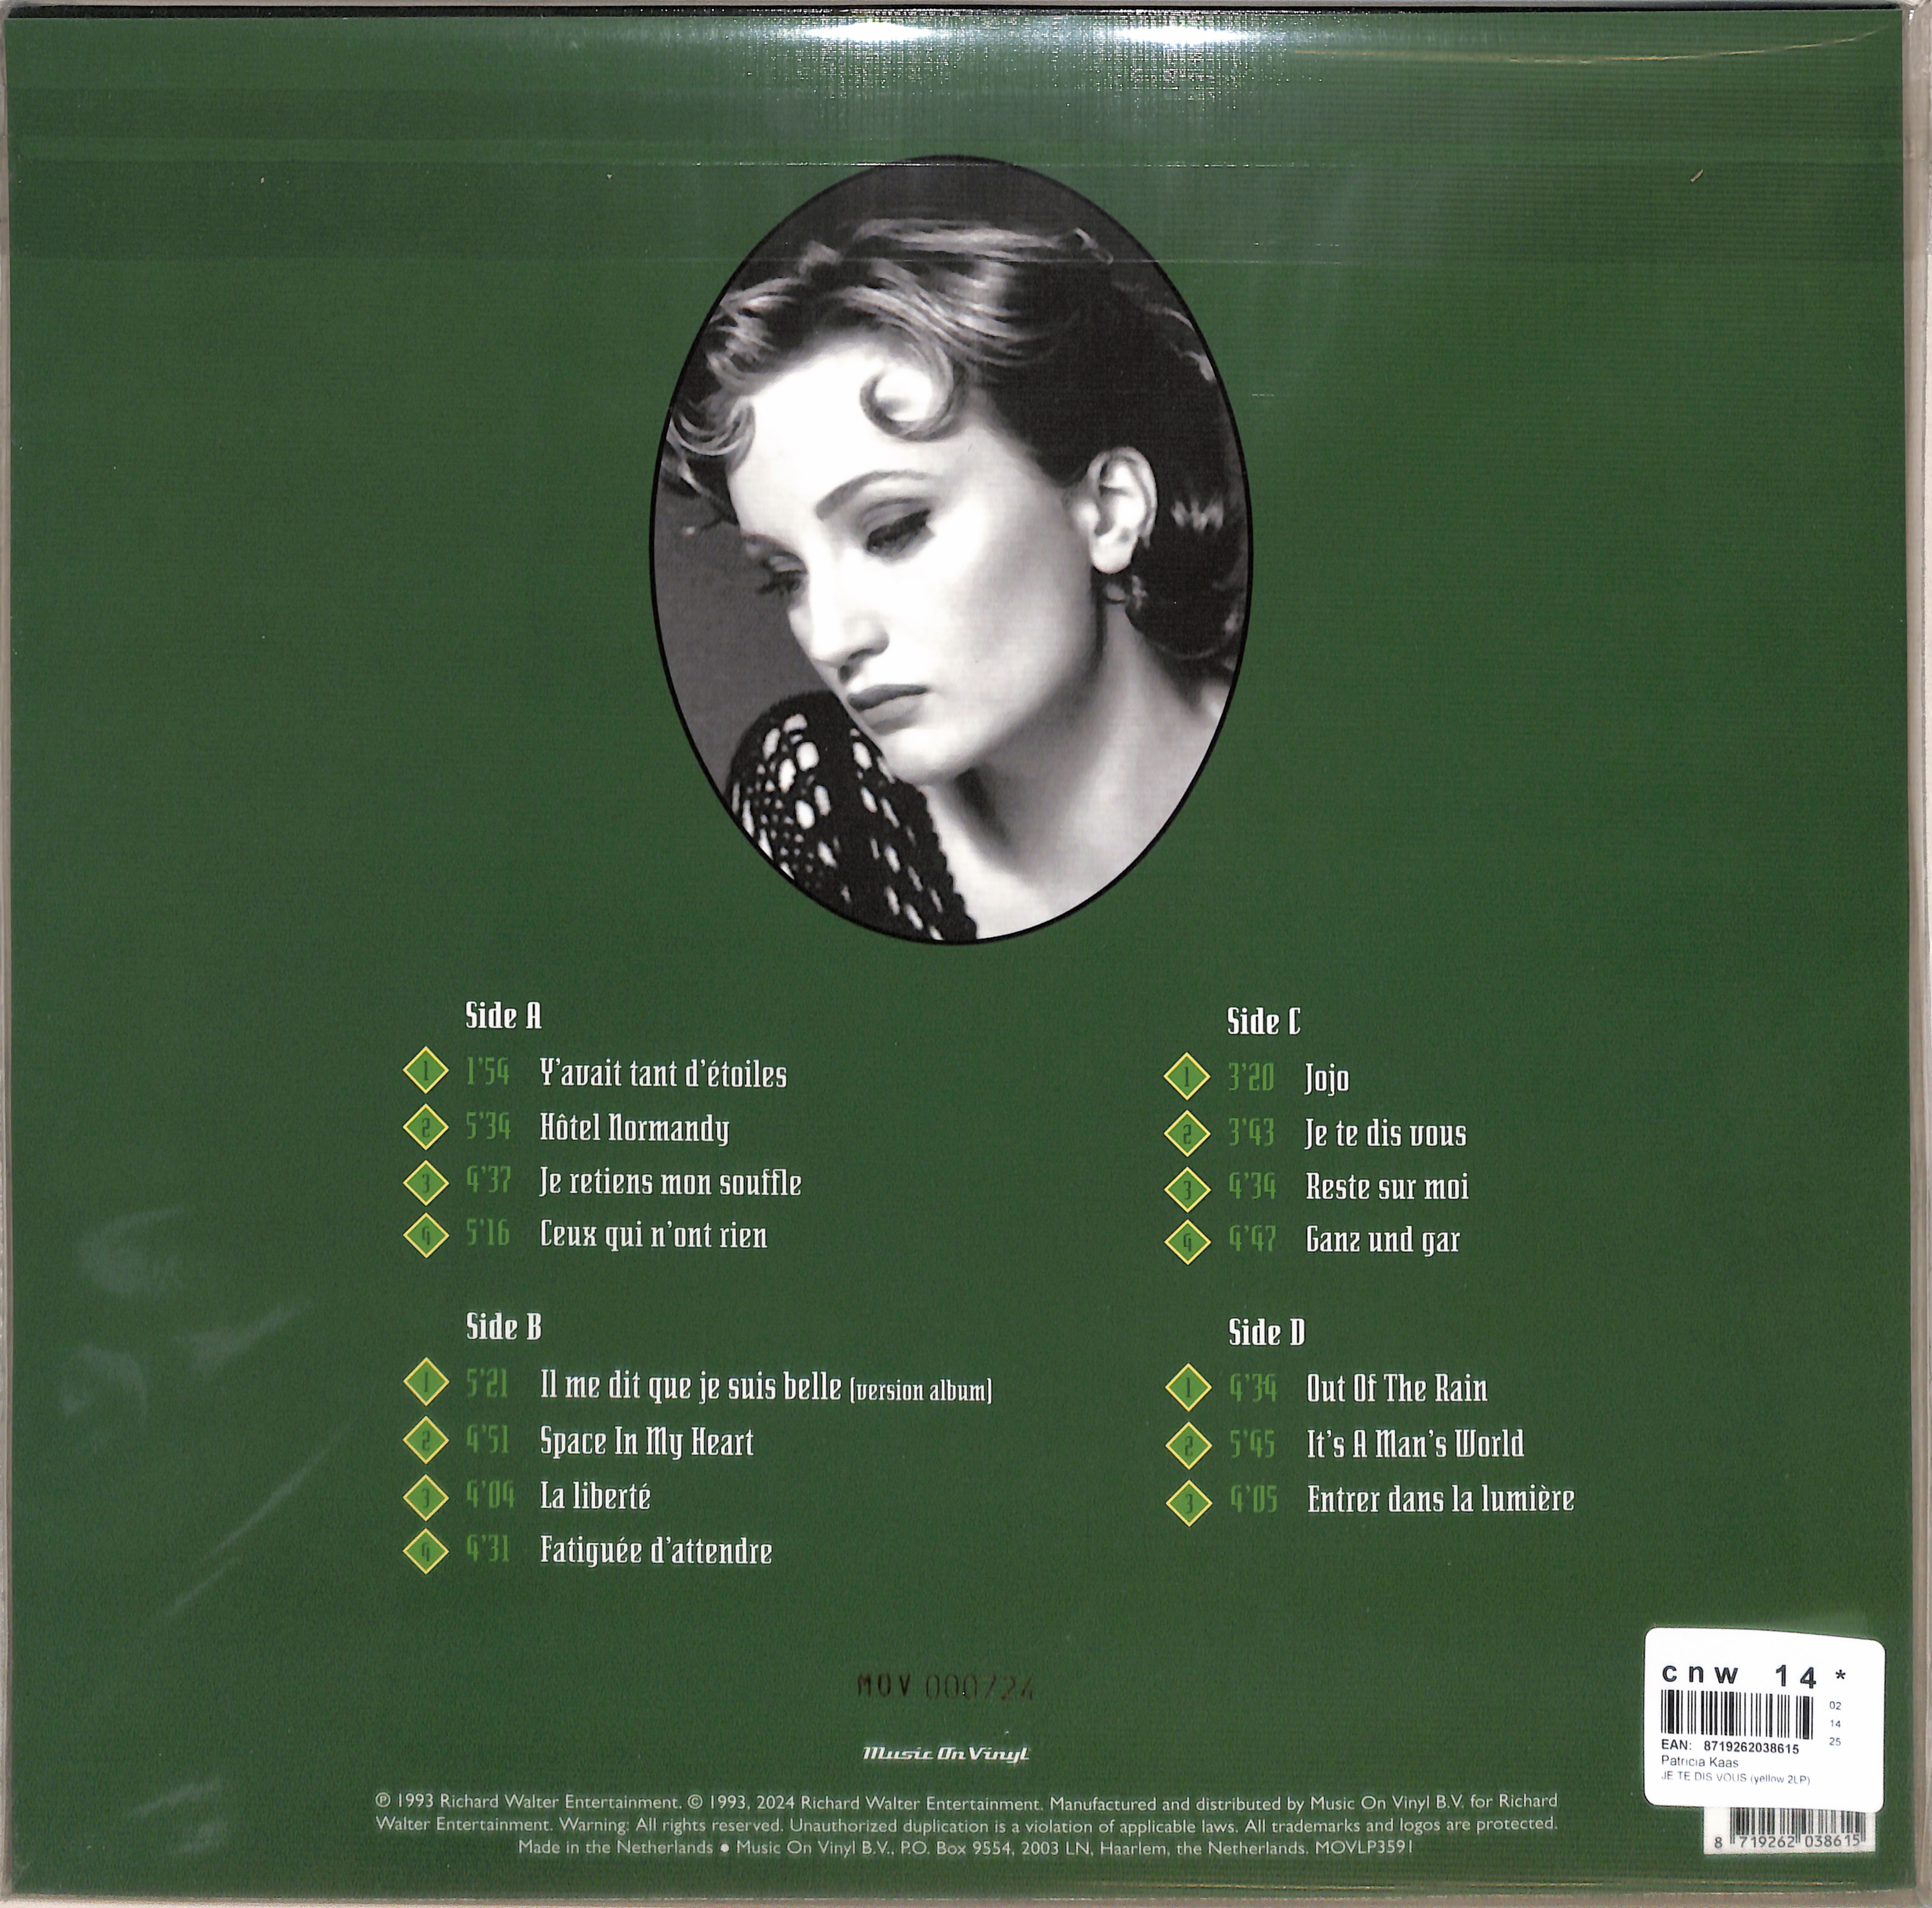 Side A
1 1'54 Y'avait tant d'étoiles
2 5'34 Hôtel Normandy
3 4'37 Je retiens mon souffle
4 5'16 Ceux qui n'ont rien
Side B
1 5'21 Il me dit que je suis belle (version album)
2 4'51 Space In My Heart
3 4'04 La liberté
4 4'31 Fatiguée d'attendre
Side C
1 3'20 Jojo
2 3'43 Je te dis vous
3 4'34 Reste sur moi
4 4'47 Ganz und gar
Side D
1 4'34 Out Of The Rain
2 5'45 It's A Man's World
3 4'05 Entrer dans la lumière
MOV 000724
Music On Vinyl
℗ 1993 Richard Walter Entertainment. © 1993, 2024 Richard Walter Entertainment. Manufactured and distributed by Music On Vinyl B.V. for Richard
Walter Entertainment. Warning: All rights reserved. Unauthorized duplication is a violation of applicable laws. All trademarks and logos are protected.
Made in the Netherlands ● Music On Vinyl B.V., P.O. Box 9554, 2003 LN, Haarlem, the Netherlands. MOVLP3591
cnw 14 *
02
14
25
EAN: 8719262038615
Patricia Kaas
JE TE DIS VOUS (yellow 2LP)
8 719262 038615